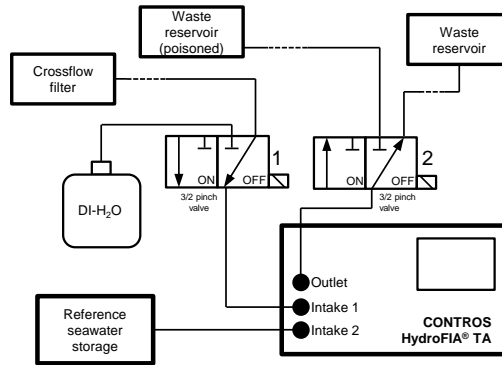 Waste
reservoir
(poisoned)
Waste
reservoir
Crossflow
filter
1
ON
OFF
3/2 pinch
valve
2
ON
OFF
3/2 pinch
valve
DI-H₂O
Outlet
Intake 1
Intake 2
CONTROS
HydroFIA® TA
Reference
seawater
storage